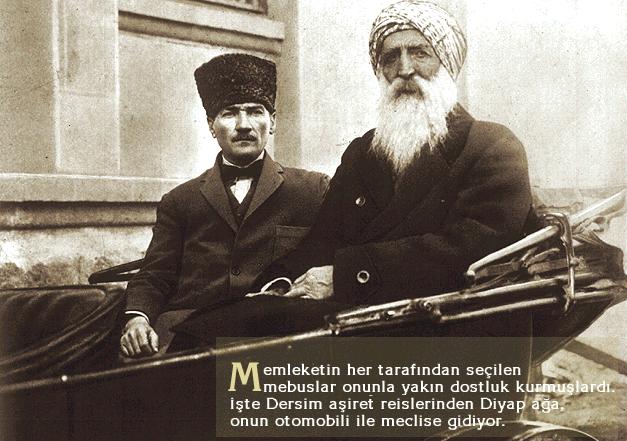 Memleketin her tarafından seçilen
mebuslar onunla yakın dostluk kurmuşlardı.
İşte Dersim aşiret reislerinden Diyap ağa,
onun otomobili ile meclise gidiyor.